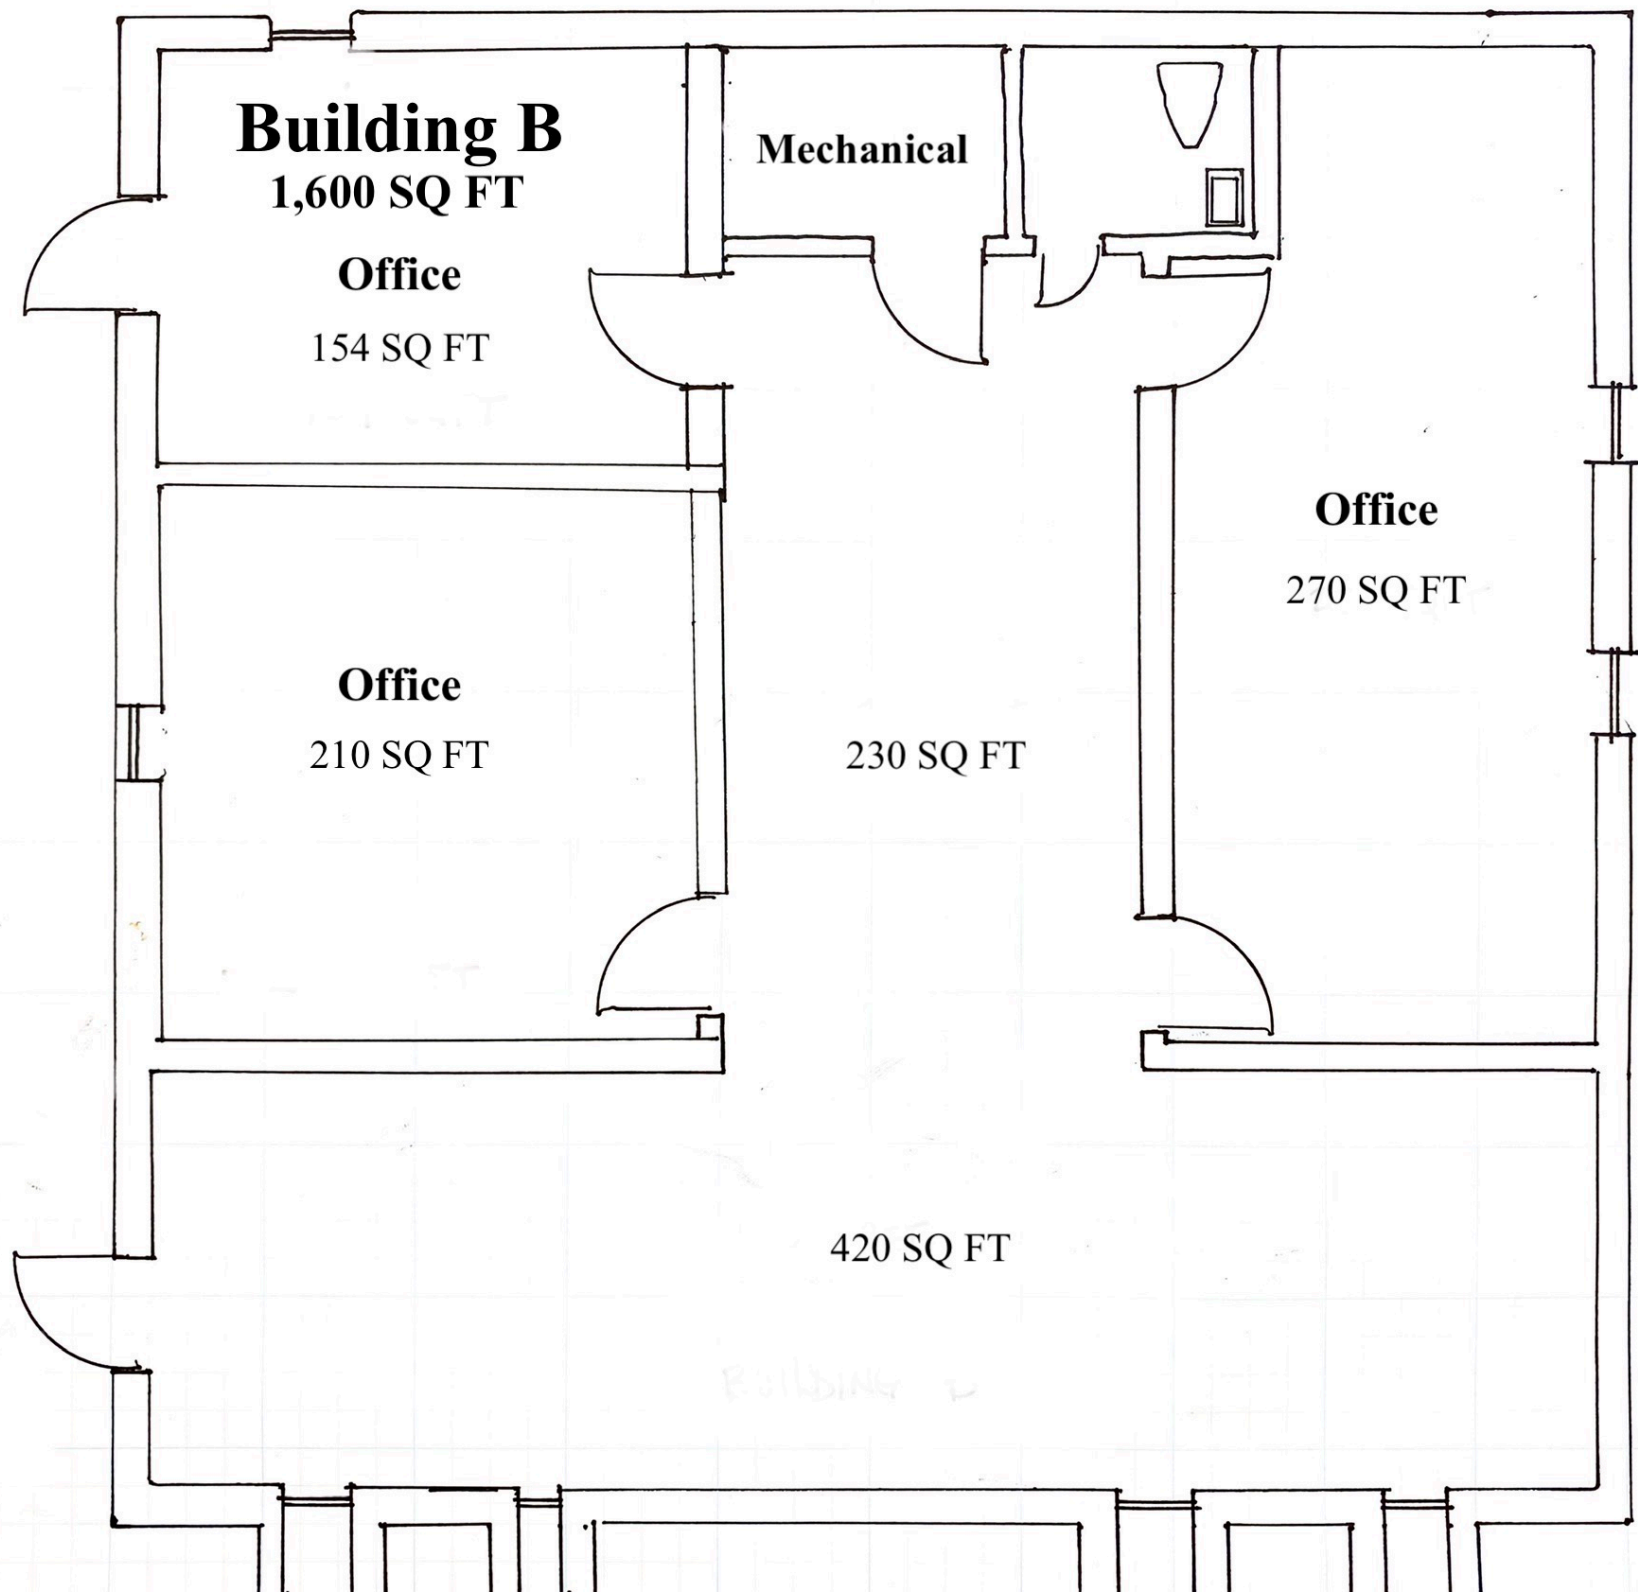 Building B
1,600 SQ FT
Office
154 SQ FT
Mechanical
Office
270 SQ FT
Office
210 SQ FT
230 SQ FT
420 SQ FT